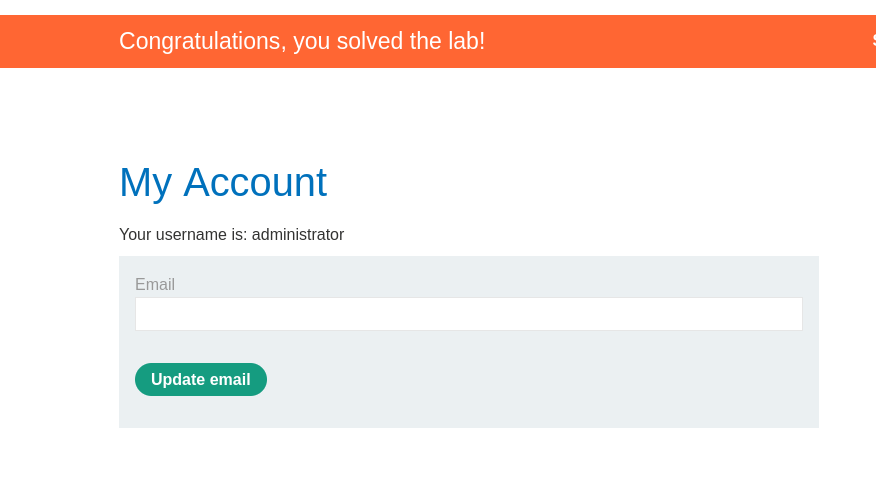 Congratulations, you solved the lab!
My Account
Your username is: administrator
Email
Update email